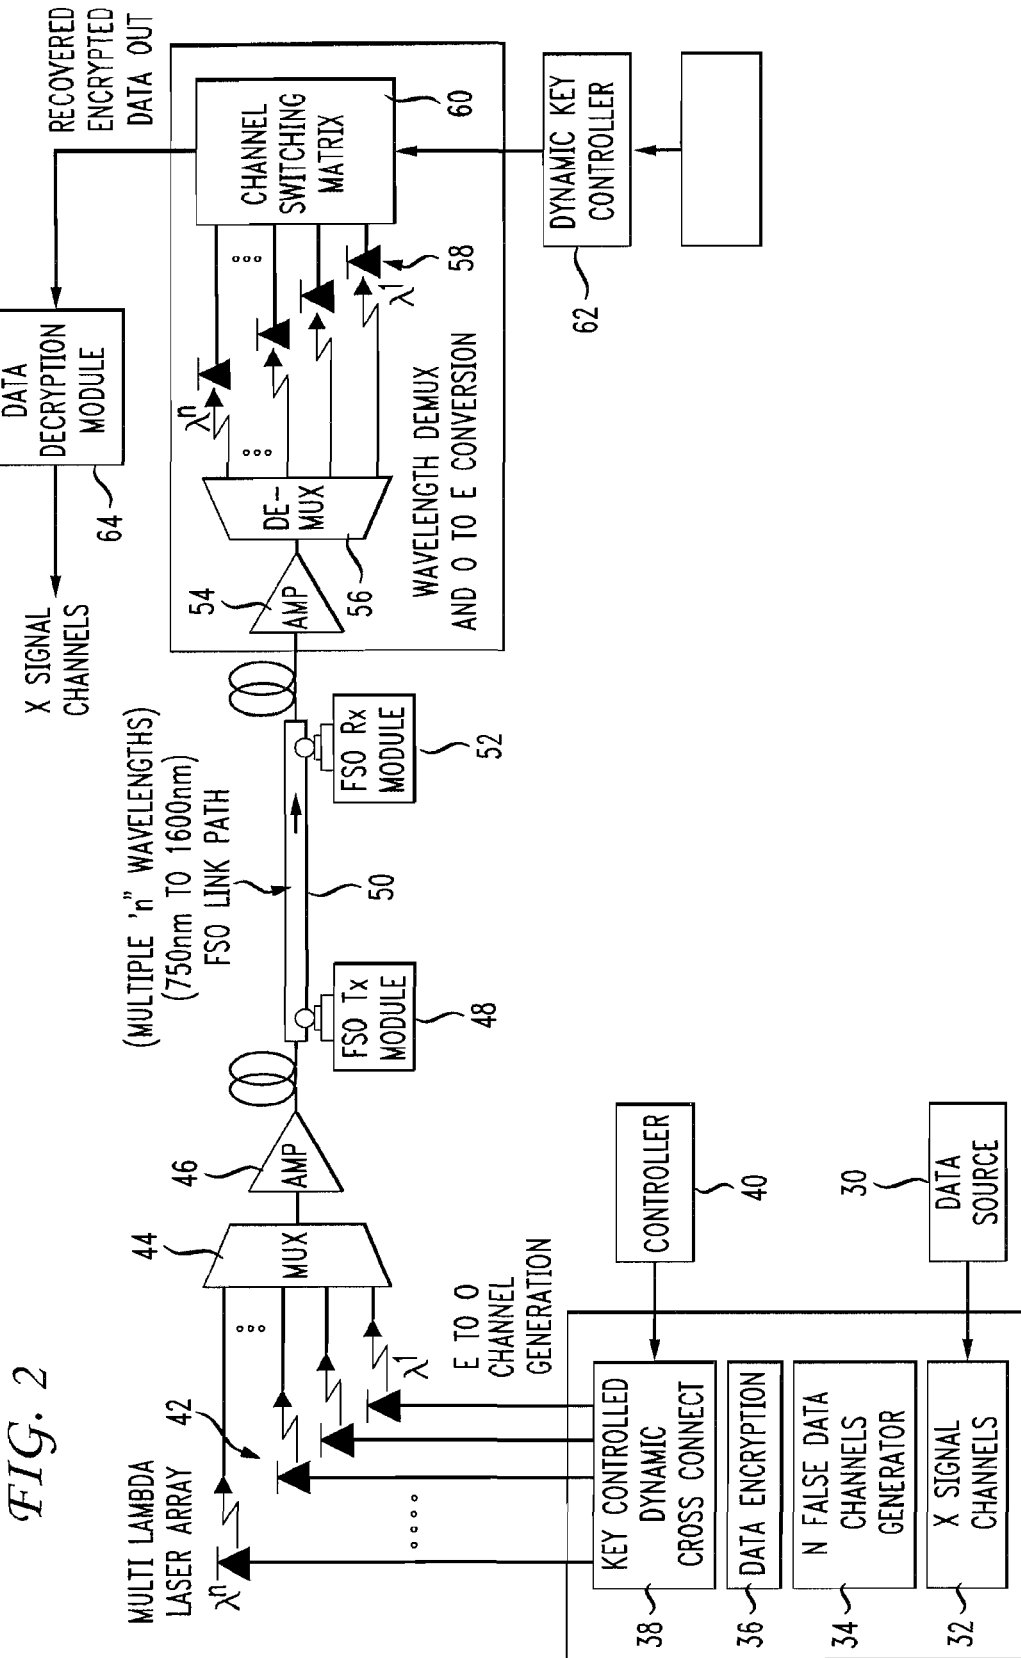 FIG. 2
MULTI LAMBDA
LASER ARRAY
λn
42
λ1
44
MUX
46
AMP
E TO O
CHANNEL
GENERATION
KEY CONTROLLED
DYNAMIC
CROSS CONNECT
38
DATA ENCRYPTION
36
N FALSE DATA
CHANNELS
GENERATOR
34
X SIGNAL
CHANNELS
32
CONTROLLER
40
DATA
SOURCE
30
(MULTIPLE 'n" WAVELENGTHS)
(750nm TO 1600nm)
FSO LINK PATH
50
FSO Tx
MODULE
48
FSO Rx
MODULE
52
54
AMP
DE-
MUX
56
λn
λ1
58
CHANNEL
SWITCHING
MATRIX
60
WAVELENGTH DEMUX
AND O TO E CONVERSION
DYNAMIC KEY
CONTROLLER
62
RECOVERED
ENCRYPTED
DATA OUT
DATA
DECRYPTION
MODULE
64
X SIGNAL
CHANNELS